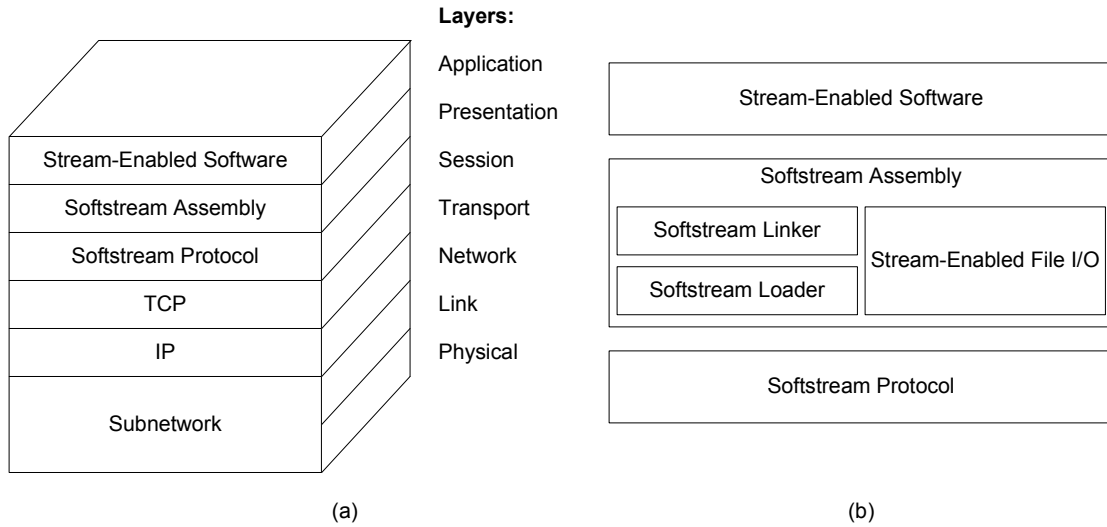 Layers:
Application
Presentation
Session
Transport
Network
Link
Physical
Stream-Enabled Software
Softstream Assembly
Softstream Protocol
TCP
IP
Subnetwork
(a)
Stream-Enabled Software
Softstream Assembly
Softstream Linker
Softstream Loader
Stream-Enabled File I/O
Softstream Protocol
(b)